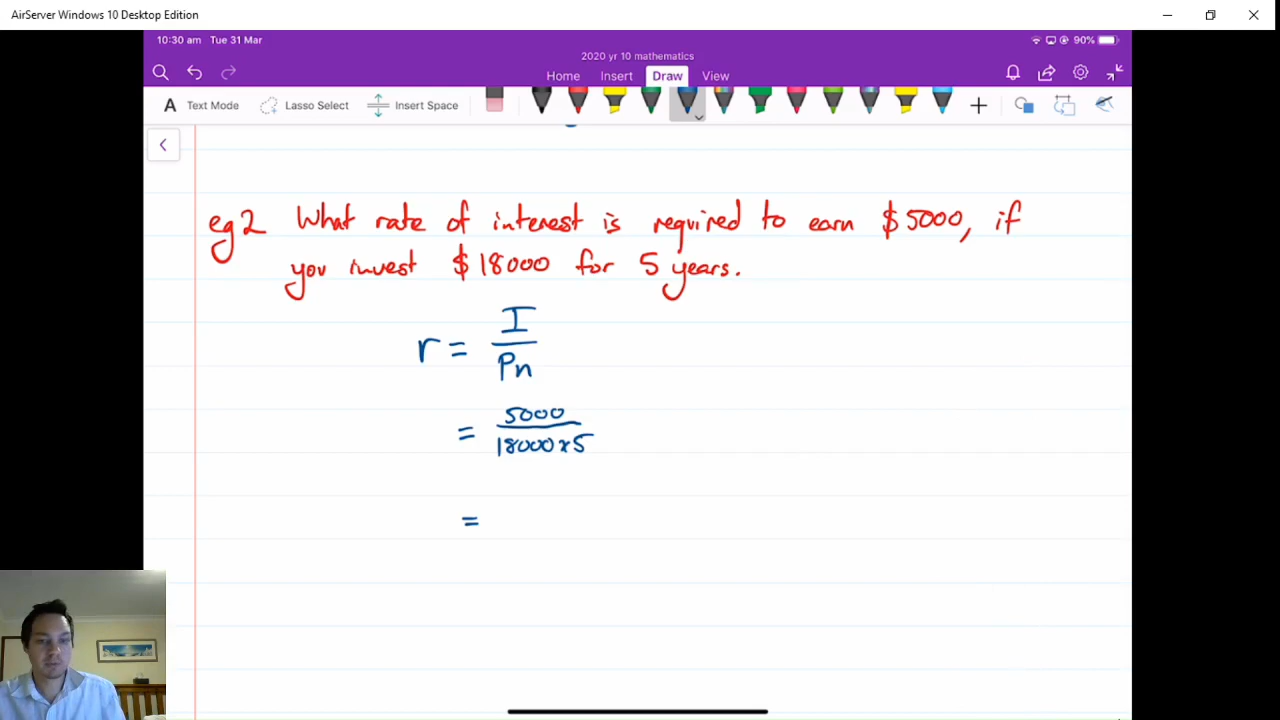 AirServer Windows 10 Desktop Edition
10:30 am Tue 31 Mar
90%
2020 yr 10 mathematics
Home Insert Draw View
A Text Mode Lasso Select Insert Space
eg2 What rate of interest is required to earn $5000, if
you invest $18000 for 5 years.
r = I
Pn
= 5000
18000x5
=